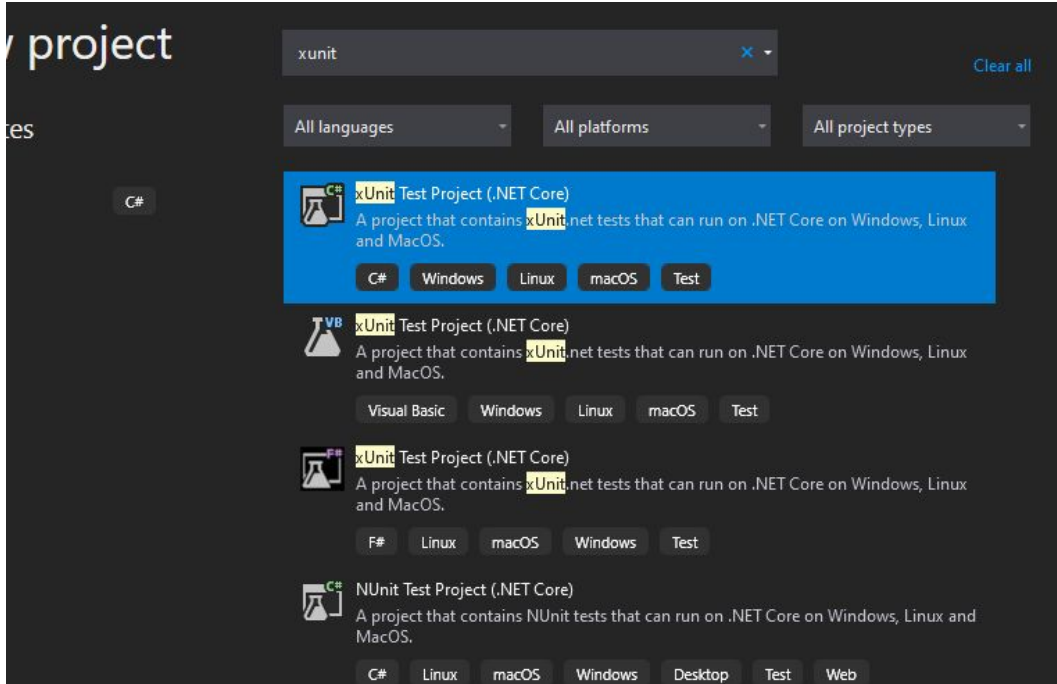 project
xunit
Clear all
All languages
All platforms
All project types
C#
C#
xUnit Test Project (.NET Core)
A project that contains xUnit.net tests that can run on .NET Core on Windows, Linux
and MacOS.
C# Windows Linux macOS Test
VB
xUnit Test Project (.NET Core)
A project that contains xUnit.net tests that can run on .NET Core on Windows, Linux
and MacOS.
Visual Basic Windows Linux macOS Test
F#
xUnit Test Project (.NET Core)
A project that contains xUnit.net tests that can run on .NET Core on Windows, Linux
and MacOS.
F# Linux macOS Windows Test
C#
NUnit Test Project (.NET Core)
A project that contains NUnit tests that can run on .NET Core on Windows, Linux and
MacOS.
C# Linux macOS Windows Desktop Test Web